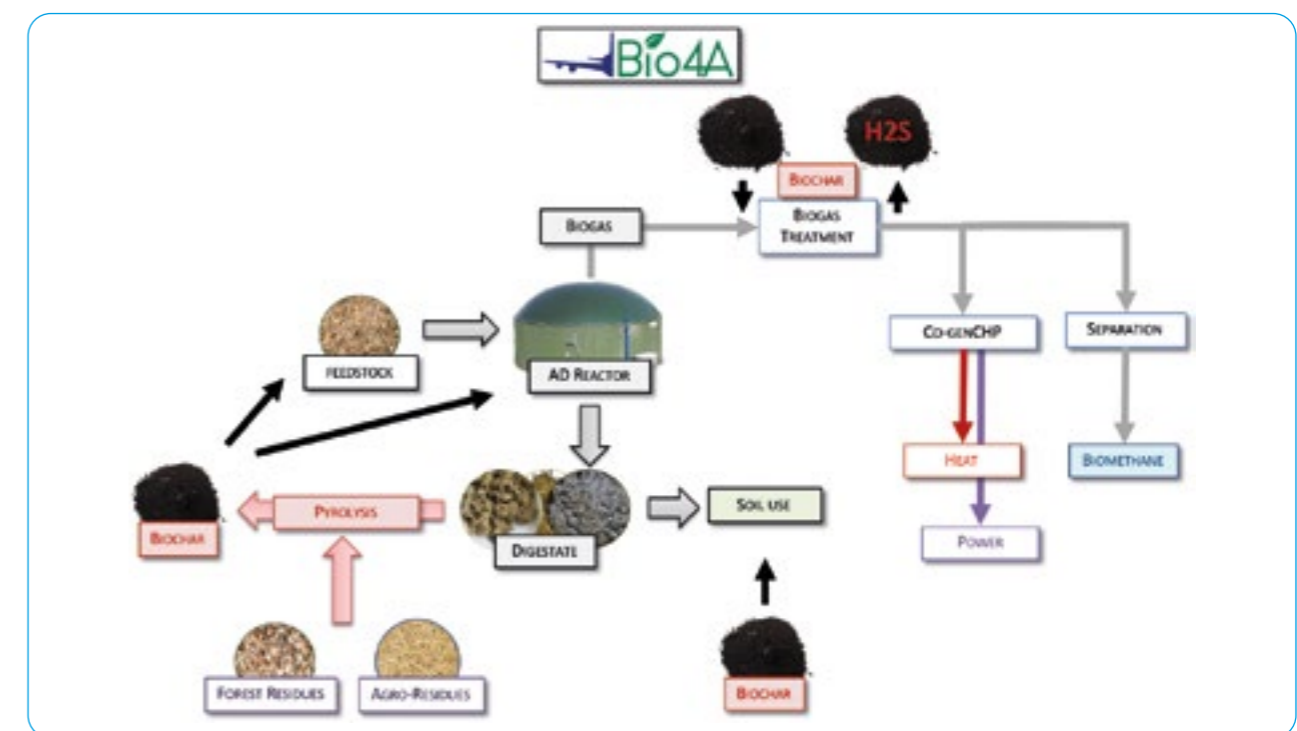 Bio4A
H2S
BIOCHAR
BIOGAS
BIOGAS
TREATMENT
CO-GENCHP
SEPARATION
FEEDSTOCK
AD REACTOR
HEAT
BIOMETHANE
PYROLYSIS
SOIL USE
BIOCHAR
DIGESTATE
POWER
FOREST RESIDUES
AGRO-RESIDUES
BIOCHAR